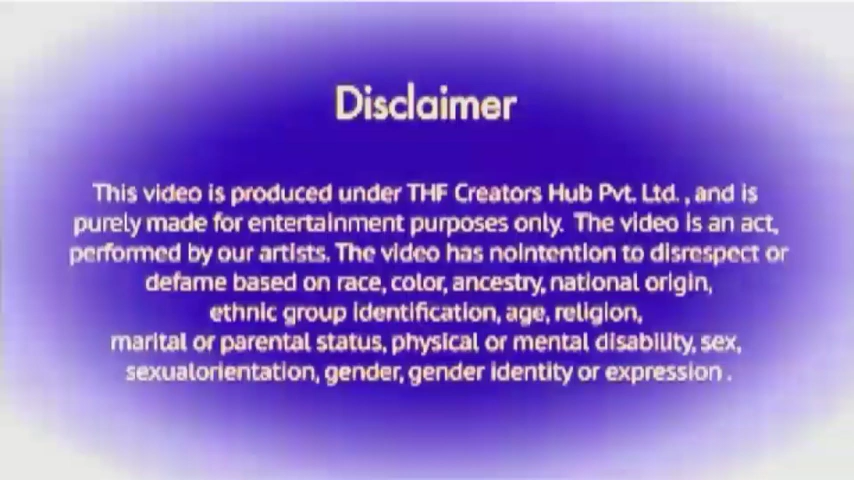 Disclaimer
This video is produced under THF Creators Hub Pvt. Ltd. , and is
purely made for entertainment purposes only. The video is an act,
performed by our artists. The video has nointention to disrespect or
defame based on race, color, ancestry, national origin,
ethnic group identification, age, religion,
marital or parental status, physical or mental disability, sex,
sexualorientation, gender, gender identity or expression .